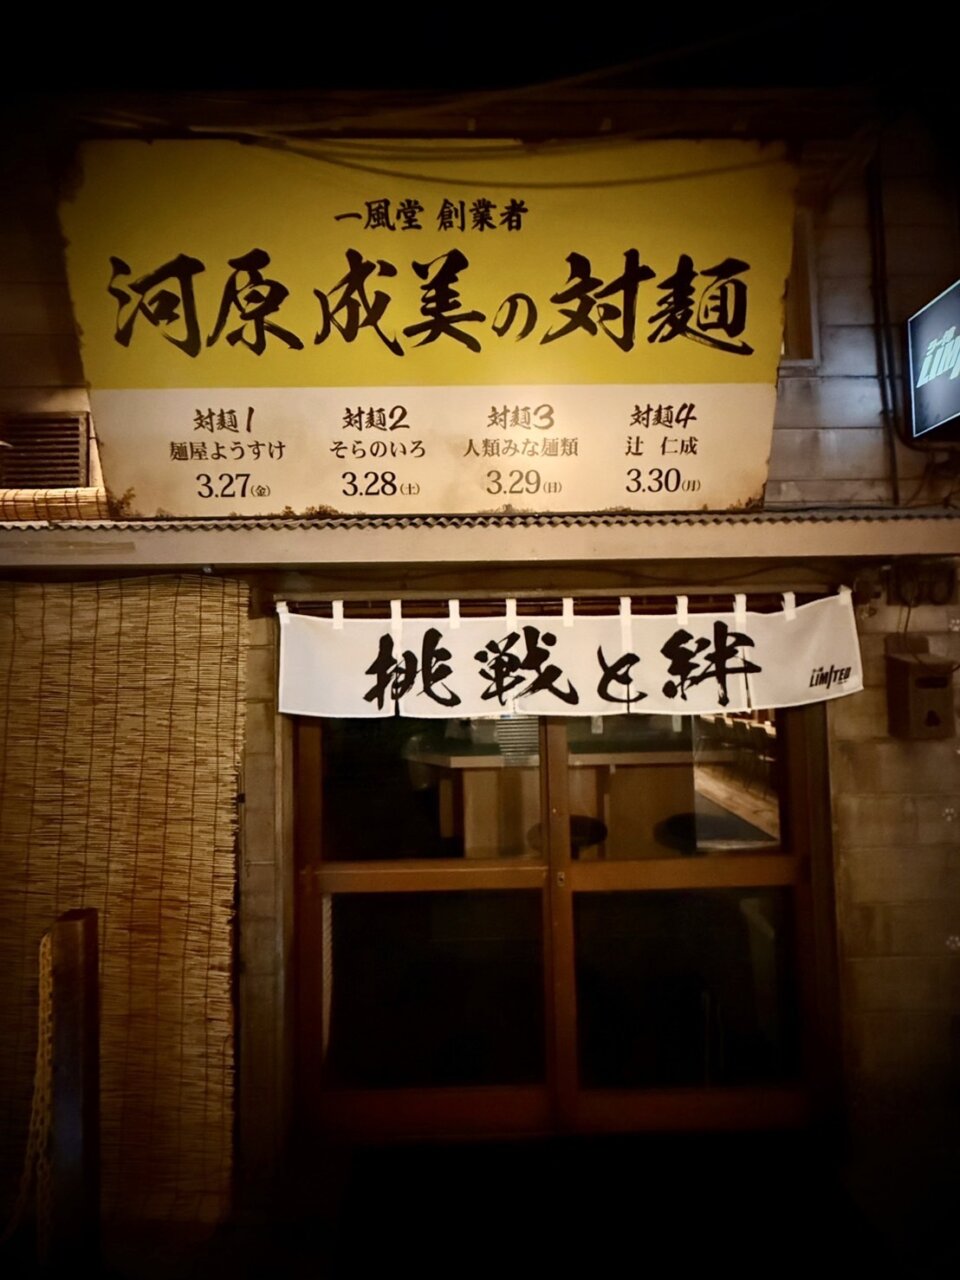 一風堂 創業者
河原成美の対麺
対麺1 対麺2 対麺3 対麺4
麺屋ようすけ そらのいろ 人類みな麺類 辻 仁成
3.27(金) 3.28(土) 3.29(日) 3.30(月)
挑戦と絆
LIMITED